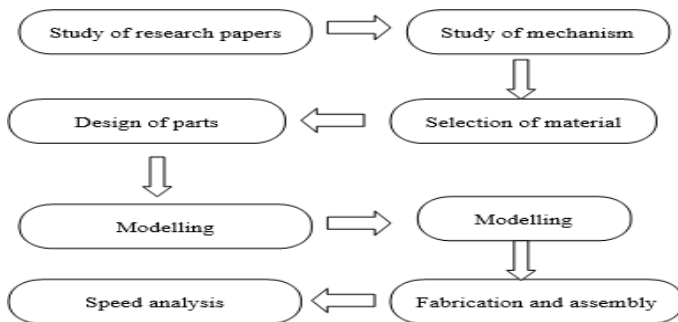 Study of research papers
Study of mechanism
Selection of material
Design of parts
Modelling
Modelling
Fabrication and assembly
Speed analysis